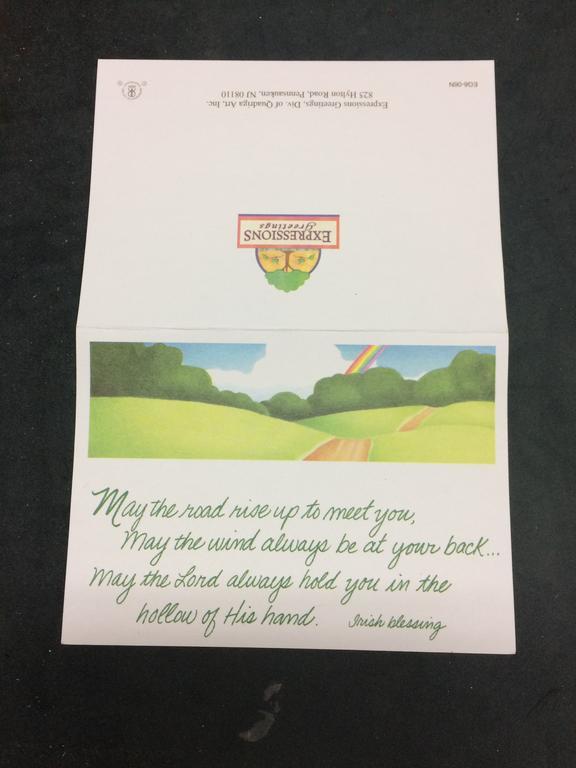 EG6-06N
Expressions Greetings, Div. of Quadriga Art, Inc.
825 Hylton Road, Pennsauken, NJ 08110
EXPRESSIONS
greetings
May the road rise up to meet you,
May the wind always be at your back...
May the Lord always hold you in the
hollow of His hand. Irish blessing